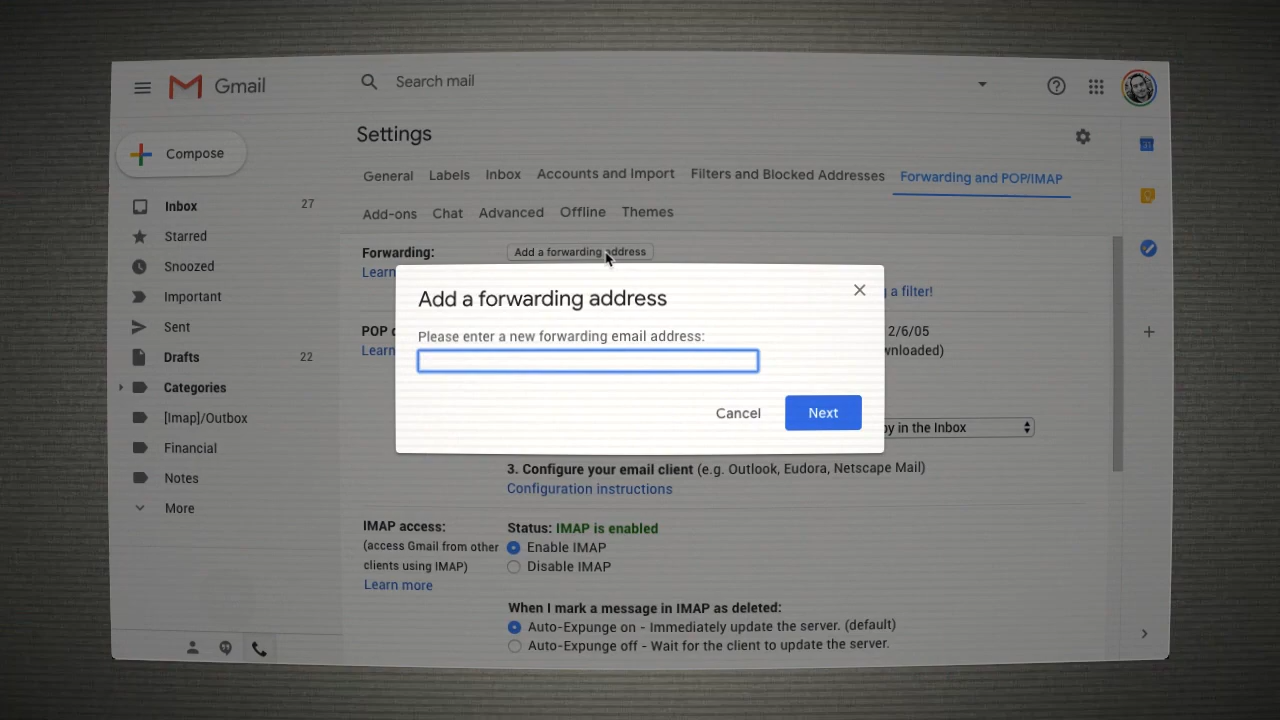 Gmail
Search mail
Compose
Inbox 27
Starred
Snoozed
Important
Sent
Drafts 22
Categories
[Imap]/Outbox
Financial
Notes
More
Settings
General Labels Inbox Accounts and Import Filters and Blocked Addresses Forwarding and POP/IMAP
Add-ons Chat Advanced Offline Themes
Forwarding: Add a forwarding address
Learn
a filter!
POP
Learn
2/6/05
Add a forwarding address
Please enter a new forwarding email address:
Cancel Next
in the Inbox
3. Configure your email client (e.g. Outlook, Eudora, Netscape Mail)
Configuration instructions
IMAP access:
(access Gmail from other
clients using IMAP)
Learn more
Status: IMAP is enabled
Enable IMAP
Disable IMAP
When I mark a message in IMAP as deleted:
Auto-Expunge on - Immediately update the server. (default)
Auto-Expunge off - Wait for the client to update the server.